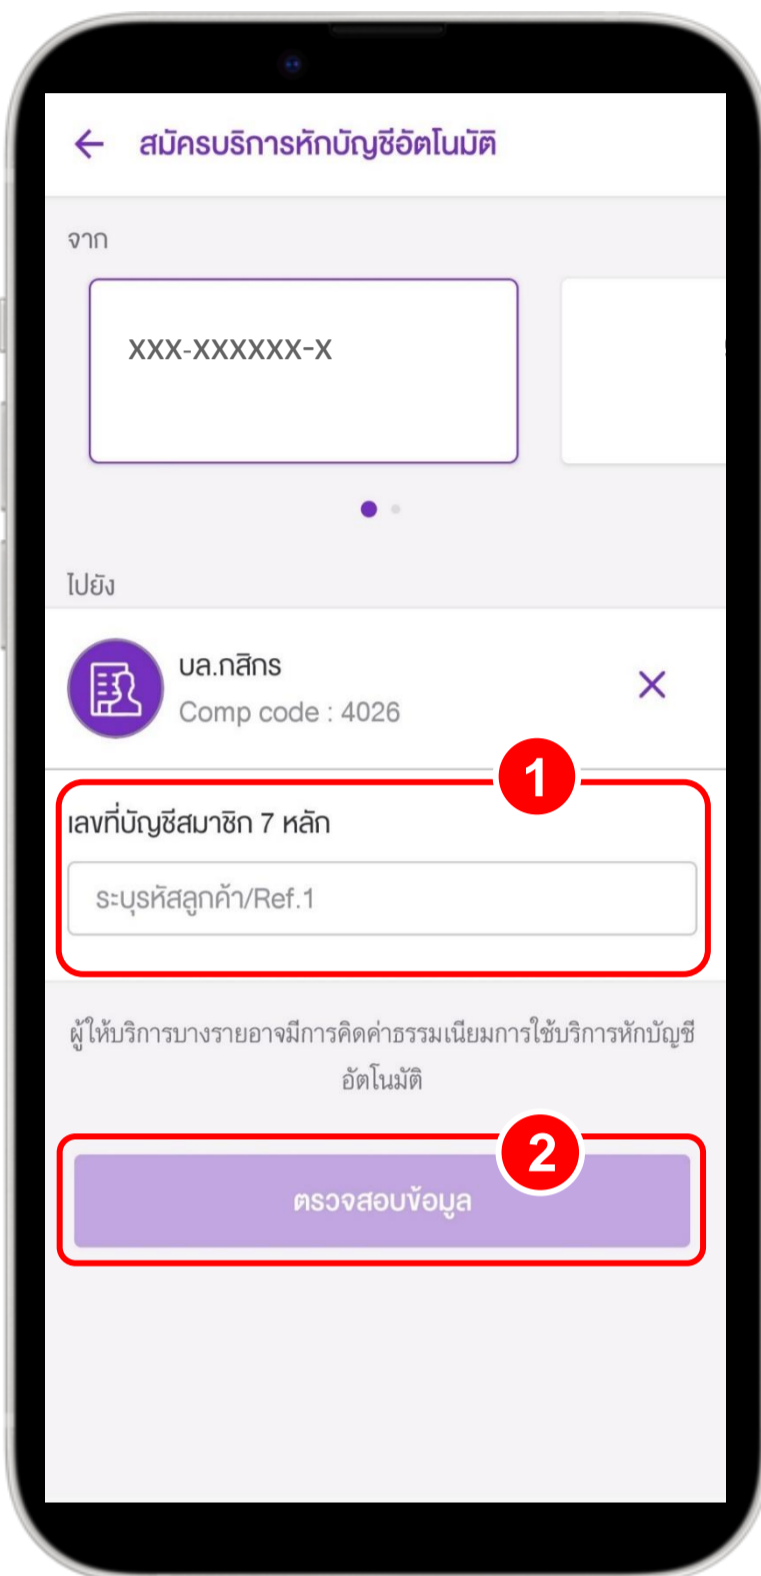 สมัครบริการหักบัญชีอัตโนมัติ
จาก
XXX-XXXXXX-X
ไปยัง
บล.กสิกร
Comp code : 4026
1
เลขที่บัญชีสมาชิก 7 หลัก
ระบุรหัสลูกค้า/Ref.1
ผู้ให้บริการบางรายอาจมีการคิดค่าธรรมเนียมการใช้บริการหักบัญชี
อัตโนมัติ
2
ตรวจสอบข้อมูล